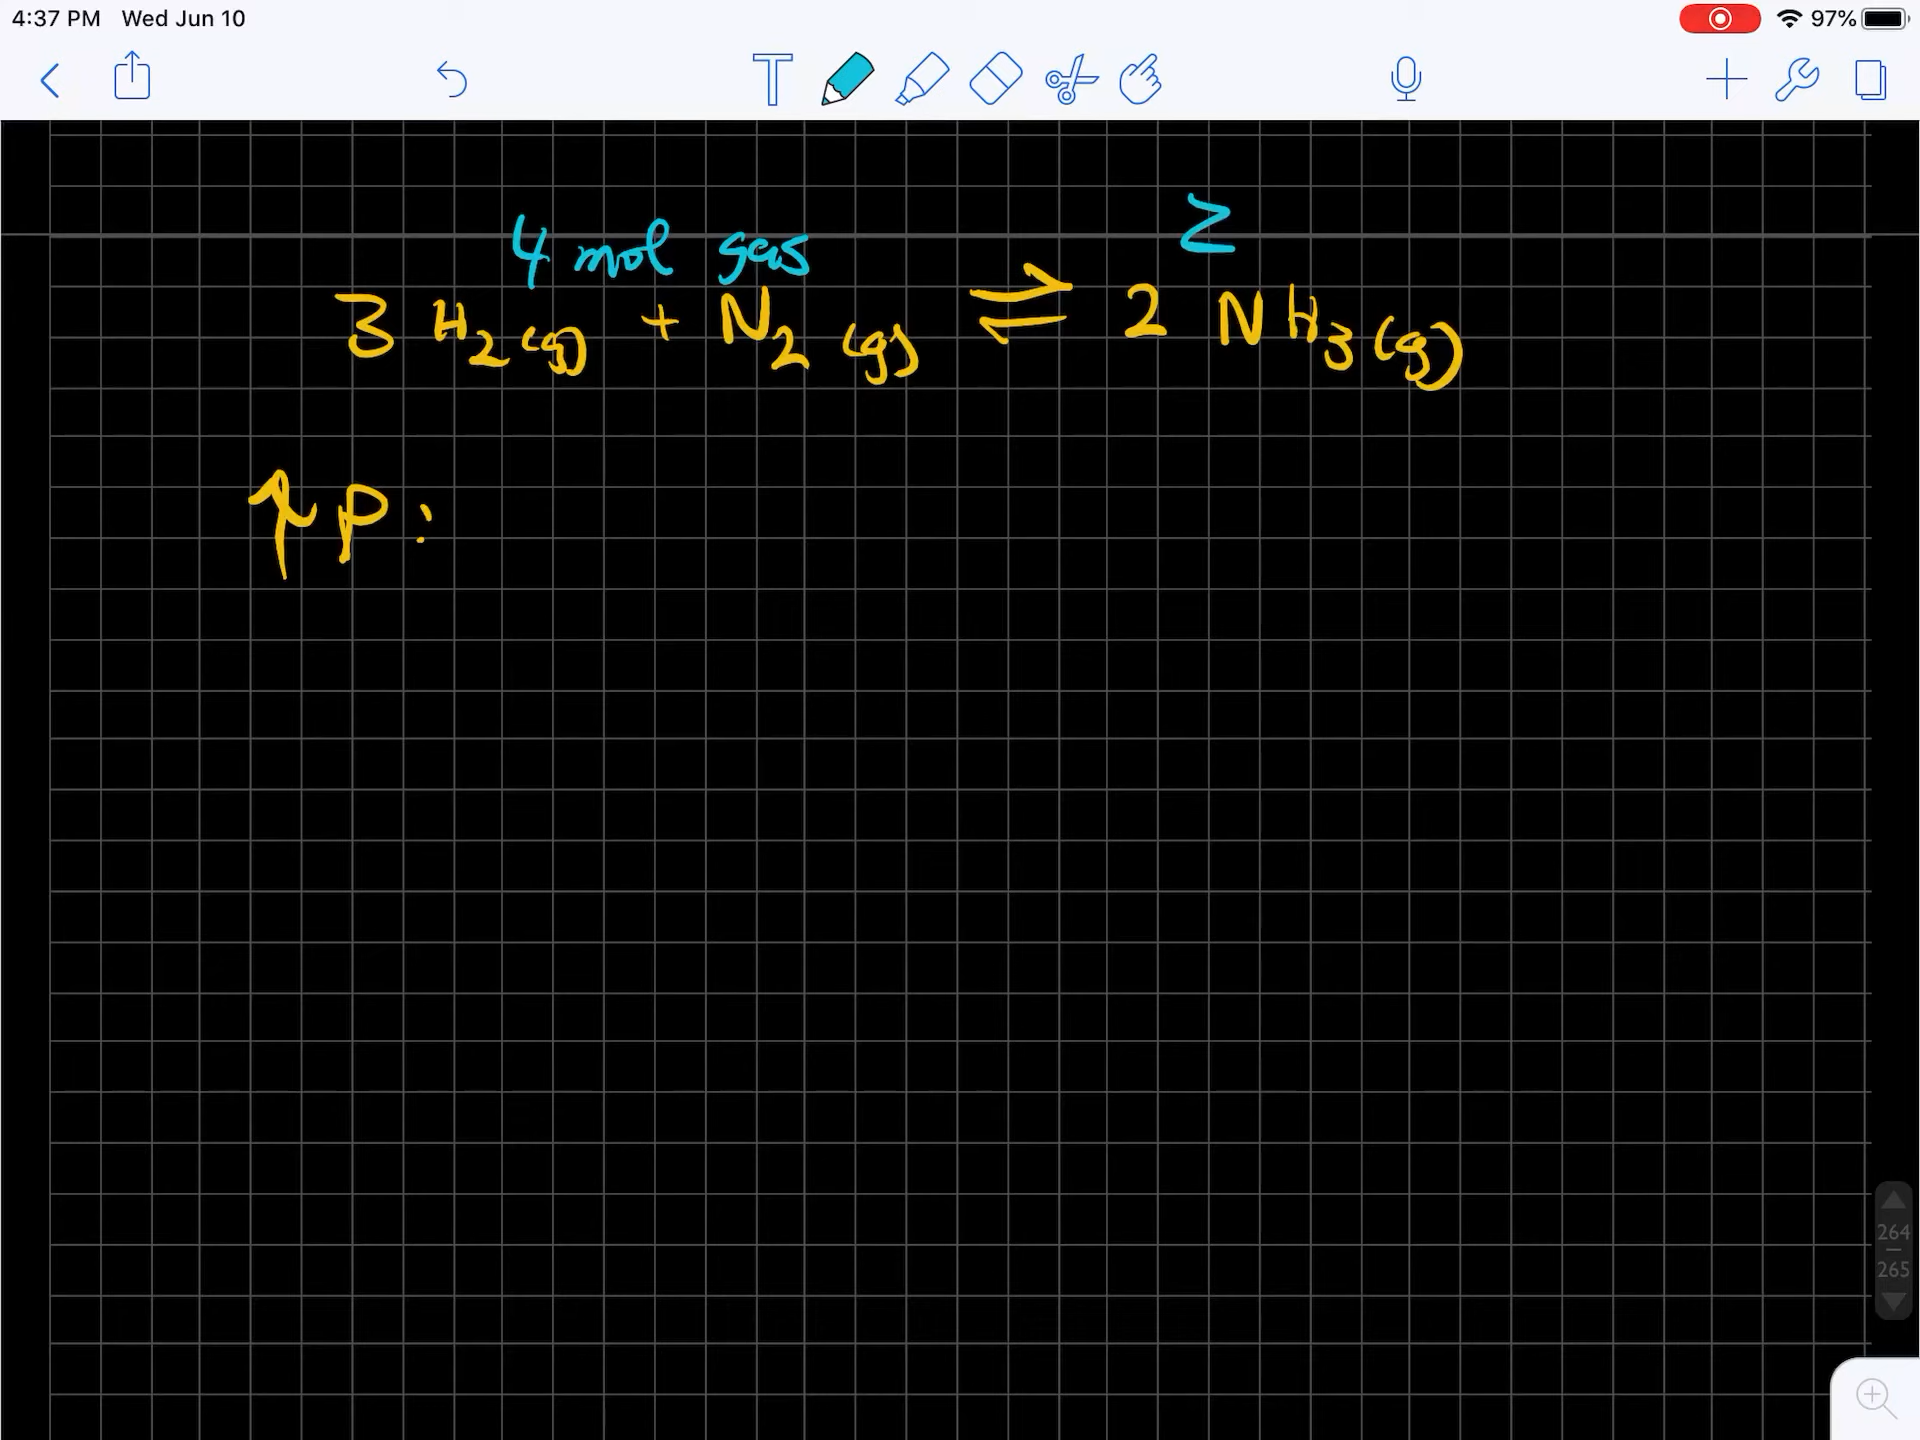 4:37 PM Wed Jun 10 97%
T
4 mol gas 2
3 H₂(g) + N₂(g) ⇌ 2 NH₃(g)
↑ P:
264
265